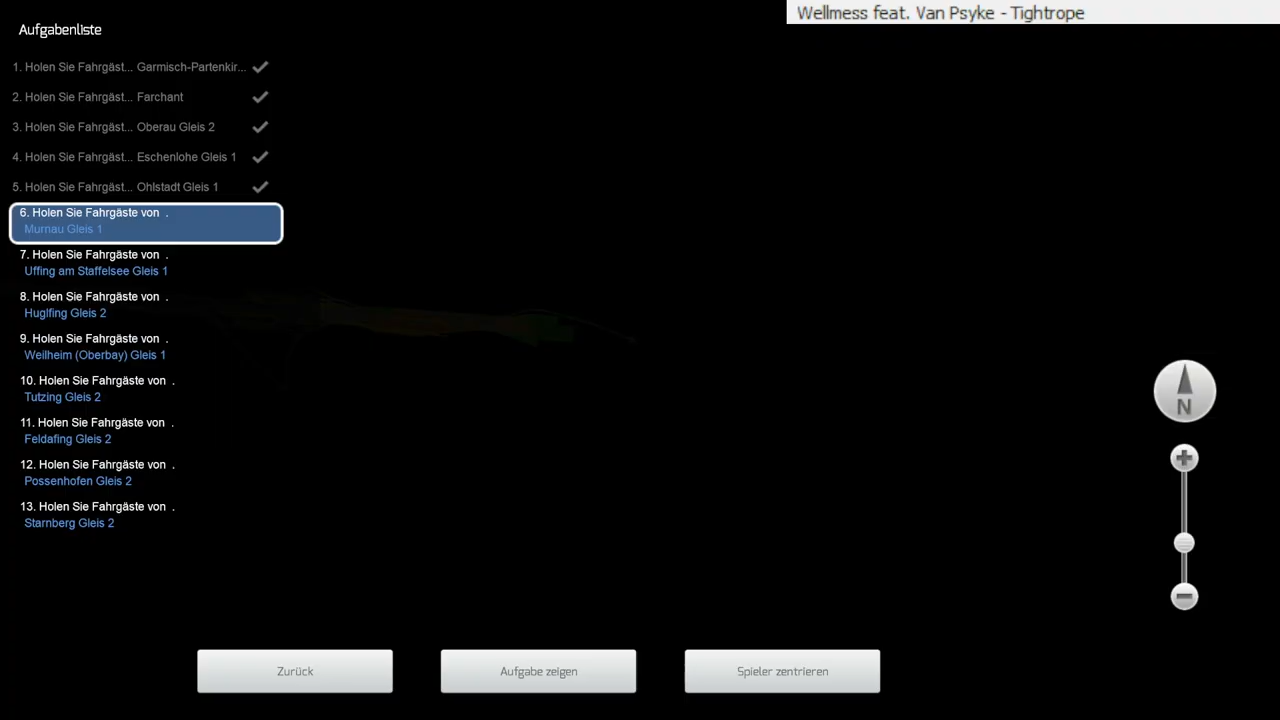 Wellmess feat. Van Psyke - Tightrope
Aufgabenliste
1. Holen Sie Fahrgäst... Garmisch-Partenkir...
2. Holen Sie Fahrgäst... Farchant
3. Holen Sie Fahrgäst... Oberau Gleis 2
4. Holen Sie Fahrgäst... Eschenlohe Gleis 1
5. Holen Sie Fahrgäst... Ohlstadt Gleis 1
6. Holen Sie Fahrgäste von .
Murnau Gleis 1
7. Holen Sie Fahrgäste von .
Uffing am Staffelsee Gleis 1
8. Holen Sie Fahrgäste von .
Huglfing Gleis 2
9. Holen Sie Fahrgäste von .
Weilheim (Oberbay) Gleis 1
10. Holen Sie Fahrgäste von .
Tutzing Gleis 2
11. Holen Sie Fahrgäste von .
Feldafing Gleis 2
12. Holen Sie Fahrgäste von .
Possenhofen Gleis 2
13. Holen Sie Fahrgäste von .
Starnberg Gleis 2
N
Zurück
Aufgabe zeigen
Spieler zentrieren